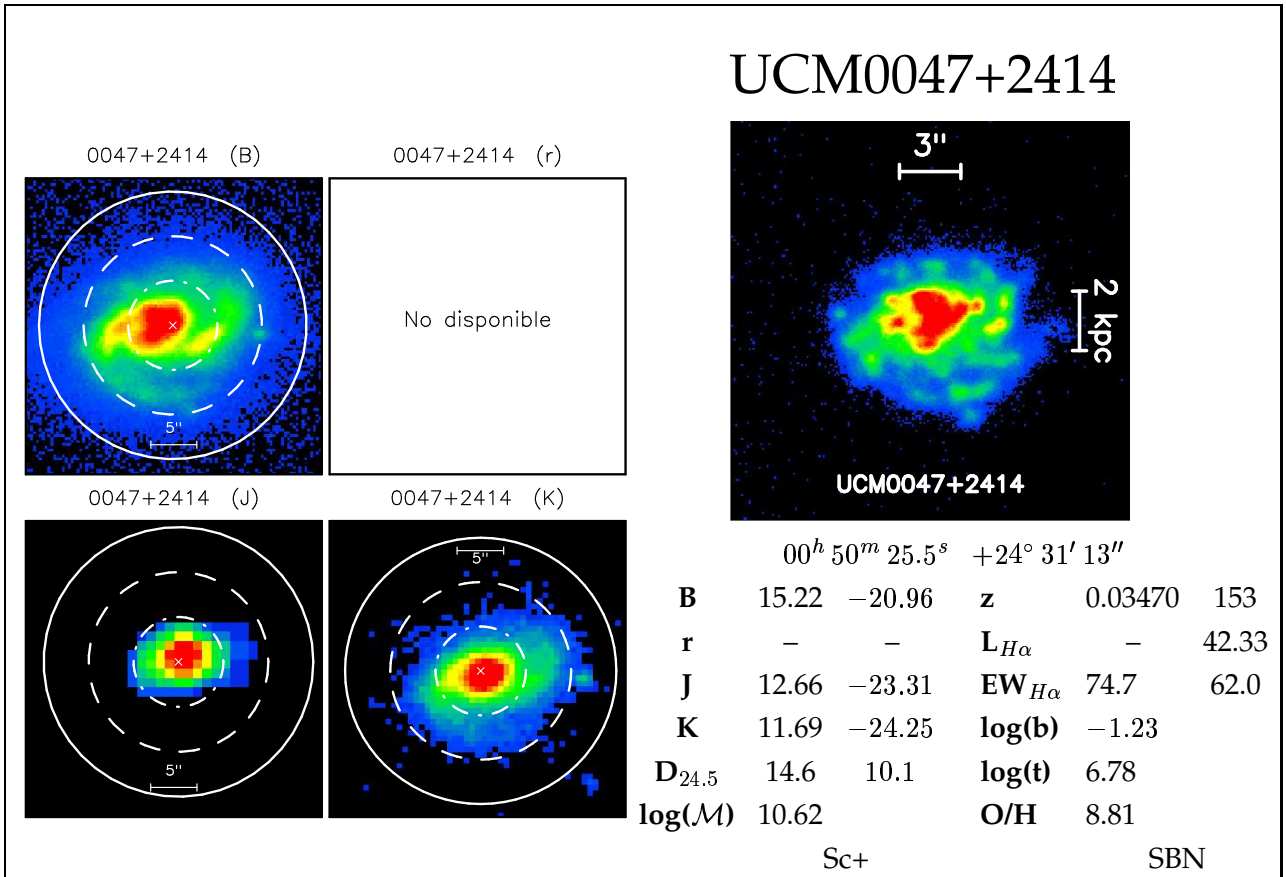 UCM0047+2414
0047+2414 (B)
0047+2414 (r)
5"
No disponible
3"
2 kpc
UCM0047+2414
0047+2414 (J)
0047+2414 (K)
5"
5"
00h 50m 25.5s +24° 31′ 13″
B 15.22 −20.96 z 0.03470 153
r – – LHα – 42.33
J 12.66 −23.31 EWHα 74.7 62.0
K 11.69 −24.25 log(b) −1.23
D24.5 14.6 10.1 log(t) 6.78
log(ℳ) 10.62 O/H 8.81
Sc+ SBN